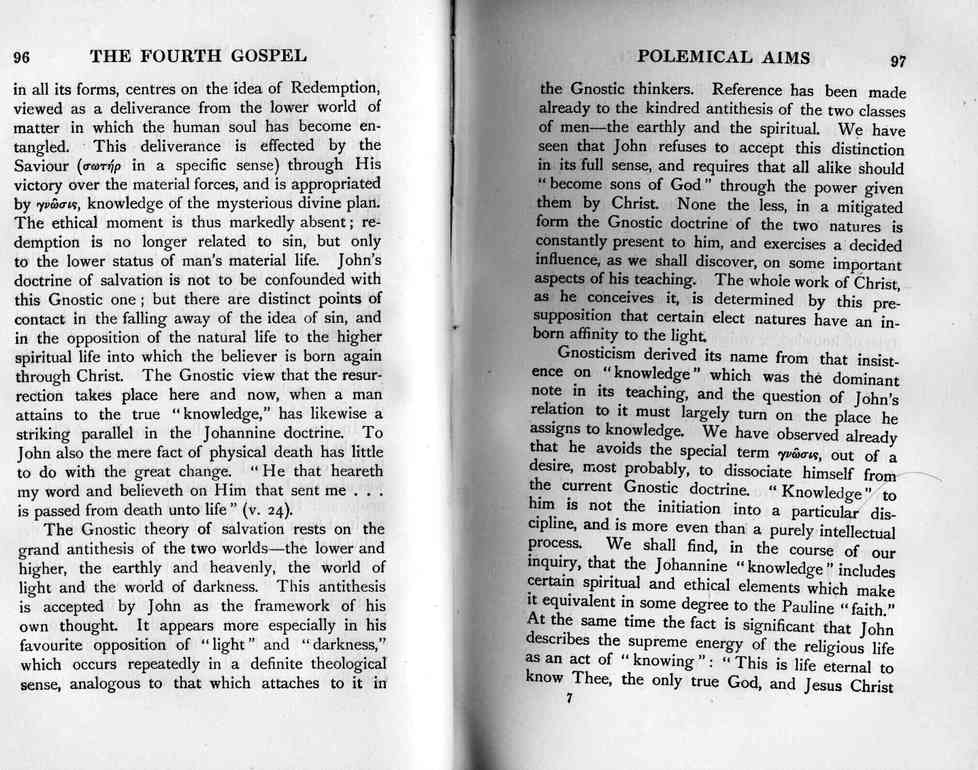 96 THE FOURTH GOSPEL
in all its forms, centres on the idea of Redemption,
viewed as a deliverance from the lower world of
matter in which the human soul has become en-
tangled. This deliverance is effected by the
Saviour (σωτήρ in a specific sense) through His
victory over the material forces, and is appropriated
by γνῶσις, knowledge of the mysterious divine plan.
The ethical moment is thus markedly absent; re-
demption is no longer related to sin, but only
to the lower status of man's material life. John's
doctrine of salvation is not to be confounded with
this Gnostic one; but there are distinct points of
contact in the falling away of the idea of sin, and
in the opposition of the natural life to the higher
spiritual life into which the believer is born again
through Christ. The Gnostic view that the resur-
rection takes place here and now, when a man
attains to the true "knowledge," has likewise a
striking parallel in the Johannine doctrine. To
John also the mere fact of physical death has little
to do with the great change. "He that heareth
my word and believeth on Him that sent me . . .
is passed from death unto life" (v. 24).
The Gnostic theory of salvation rests on the
grand antithesis of the two worlds—the lower and
higher, the earthly and heavenly, the world of
light and the world of darkness. This antithesis
is accepted by John as the framework of his
own thought. It appears more especially in his
favourite opposition of "light" and "darkness,"
which occurs repeatedly in a definite theological
sense, analogous to that which attaches to it in
POLEMICAL AIMS 97
the Gnostic thinkers. Reference has been made
already to the kindred antithesis of the two classes
of men—the earthly and the spiritual. We have
seen that John refuses to accept this distinction
in its full sense, and requires that all alike should
"become sons of God" through the power given
them by Christ. None the less, in a mitigated
form the Gnostic doctrine of the two natures is
constantly present to him, and exercises a decided
influence, as we shall discover, on some important
aspects of his teaching. The whole work of Christ,
as he conceives it, is determined by this pre-
supposition that certain elect natures have an in-
born affinity to the light.
Gnosticism derived its name from that insist-
ence on "knowledge" which was the dominant
note in its teaching, and the question of John's
relation to it must largely turn on the place he
assigns to knowledge. We have observed already
that he avoids the special term γνῶσις, out of a
desire, most probably, to dissociate himself from
the current Gnostic doctrine. "Knowledge" to
him is not the initiation into a particular dis-
cipline, and is more even than a purely intellectual
process. We shall find, in the course of our
inquiry, that the Johannine "knowledge" includes
certain spiritual and ethical elements which make
it equivalent in some degree to the Pauline "faith."
At the same time the fact is significant that John
describes the supreme energy of the religious life
as an act of "knowing": "This is life eternal to
know Thee, the only true God, and Jesus Christ
7